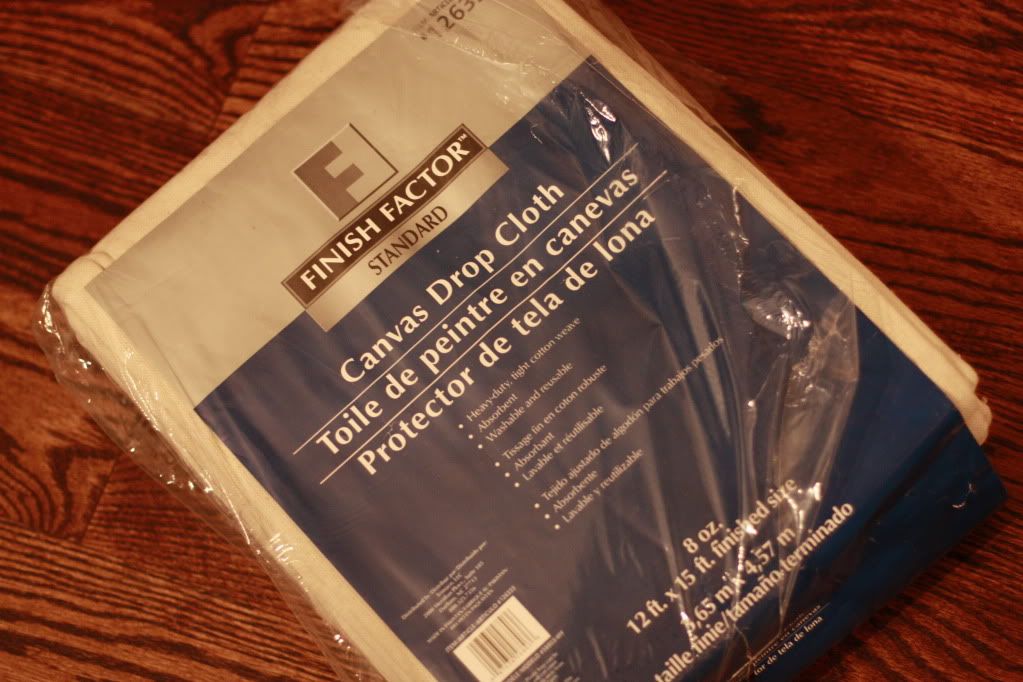 F
FINISH FACTOR™
STANDARD
Canvas Drop Cloth
Toile de peintre en canevas
Protector de tela de lona
• Heavy-duty, tight cotton weave
• Absorbent
• Washable and reusable
• Tissage fin en coton robuste
• Absorbant
• Lavable et réutilisable
• Tejido ajustado de algodón para trabajos pesados
• Absorbente
• Lavable y reutilizable
8 oz.
12 ft. x 15 ft. finished size
3,65 m x 4,57 m
taille finie/tamaño terminado